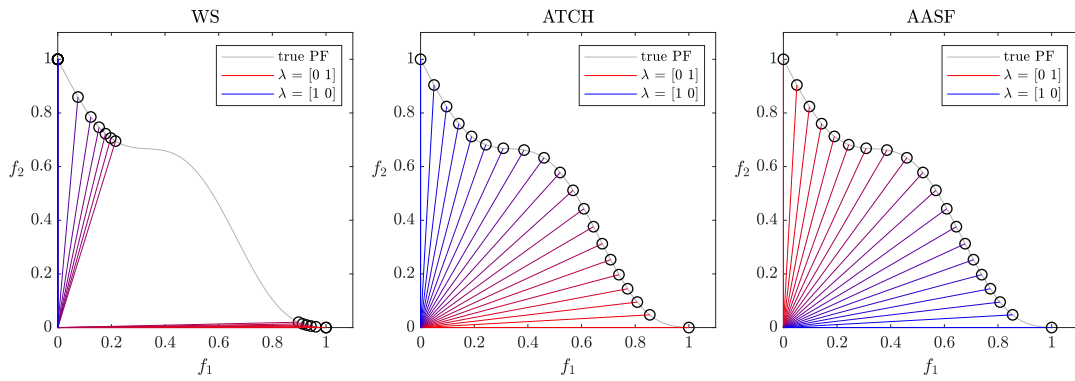 WS
true PF
λ = [0 1]
λ = [1 0]
1
0.8
0.6
f2
0.4
0.2
0
0 0.2 0.4 0.6 0.8 1
f1
ATCH
true PF
λ = [0 1]
λ = [1 0]
1
0.8
0.6
f2
0.4
0.2
0
0 0.2 0.4 0.6 0.8 1
f1
AASF
true PF
λ = [0 1]
λ = [1 0]
1
0.8
0.6
f2
0.4
0.2
0
0 0.2 0.4 0.6 0.8 1
f1